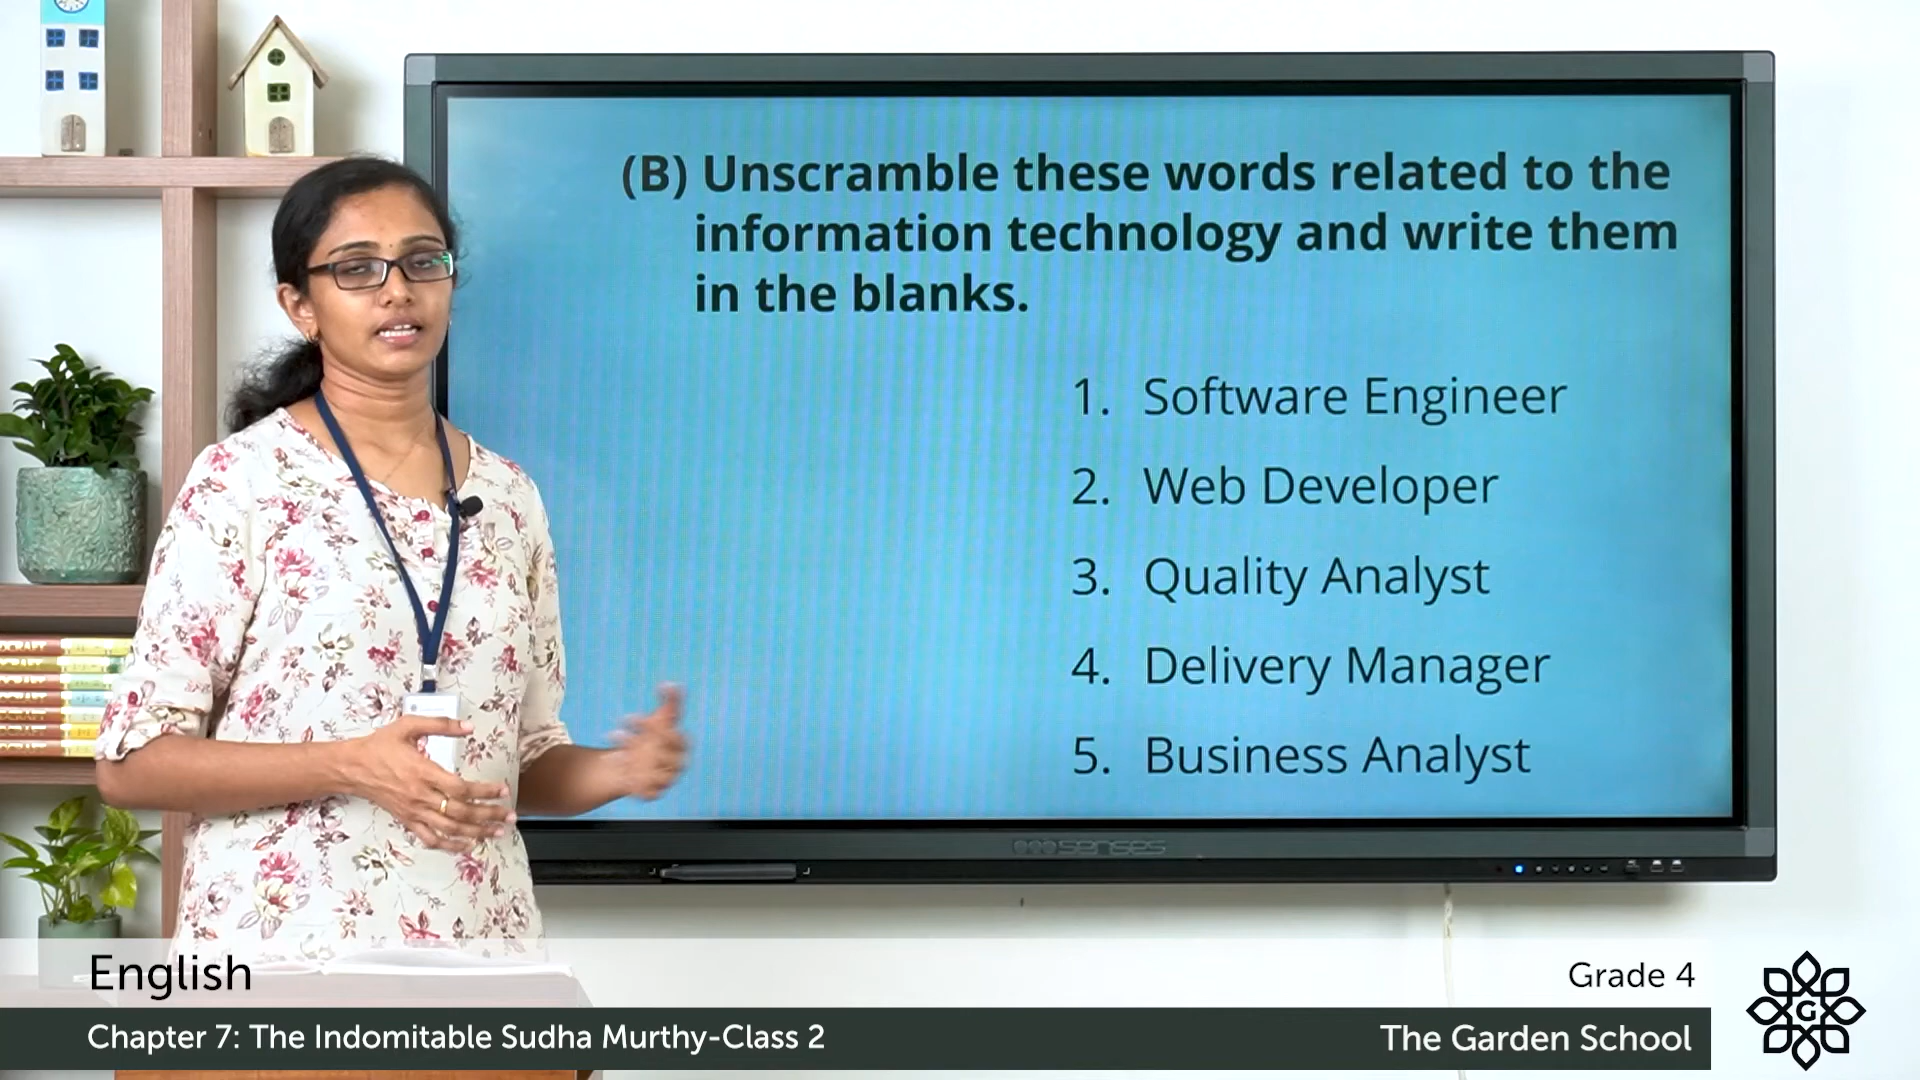 (B) Unscramble these words related to the
information technology and write them
in the blanks.
1. Software Engineer
2. Web Developer
3. Quality Analyst
4. Delivery Manager
5. Business Analyst
senses
English
Grade 4
Chapter 7: The Indomitable Sudha Murthy-Class 2
The Garden School
G